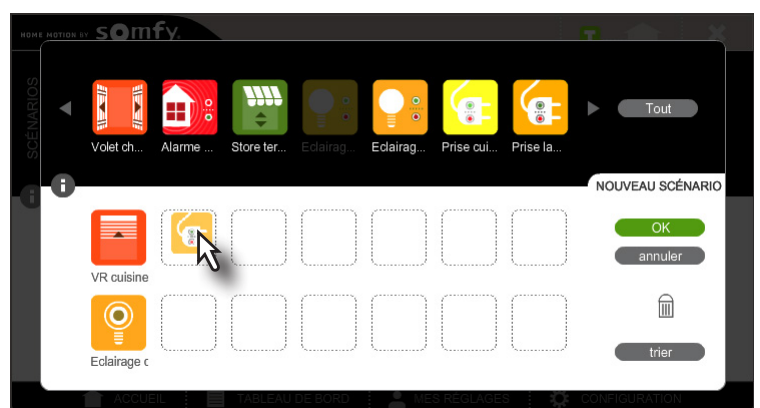 HOME MOTION BY somfy.
SCÉNARIOS
Volet ch... Alarme ... Store ter... Eclairag... Eclairag... Prise cui... Prise la...
Tout
i
NOUVEAU SCÉNARIO
OK
annuler
VR cuisine
Eclairage c
trier
ACCUEIL TABLEAU DE BORD MES RÉGLAGES CONFIGURATION